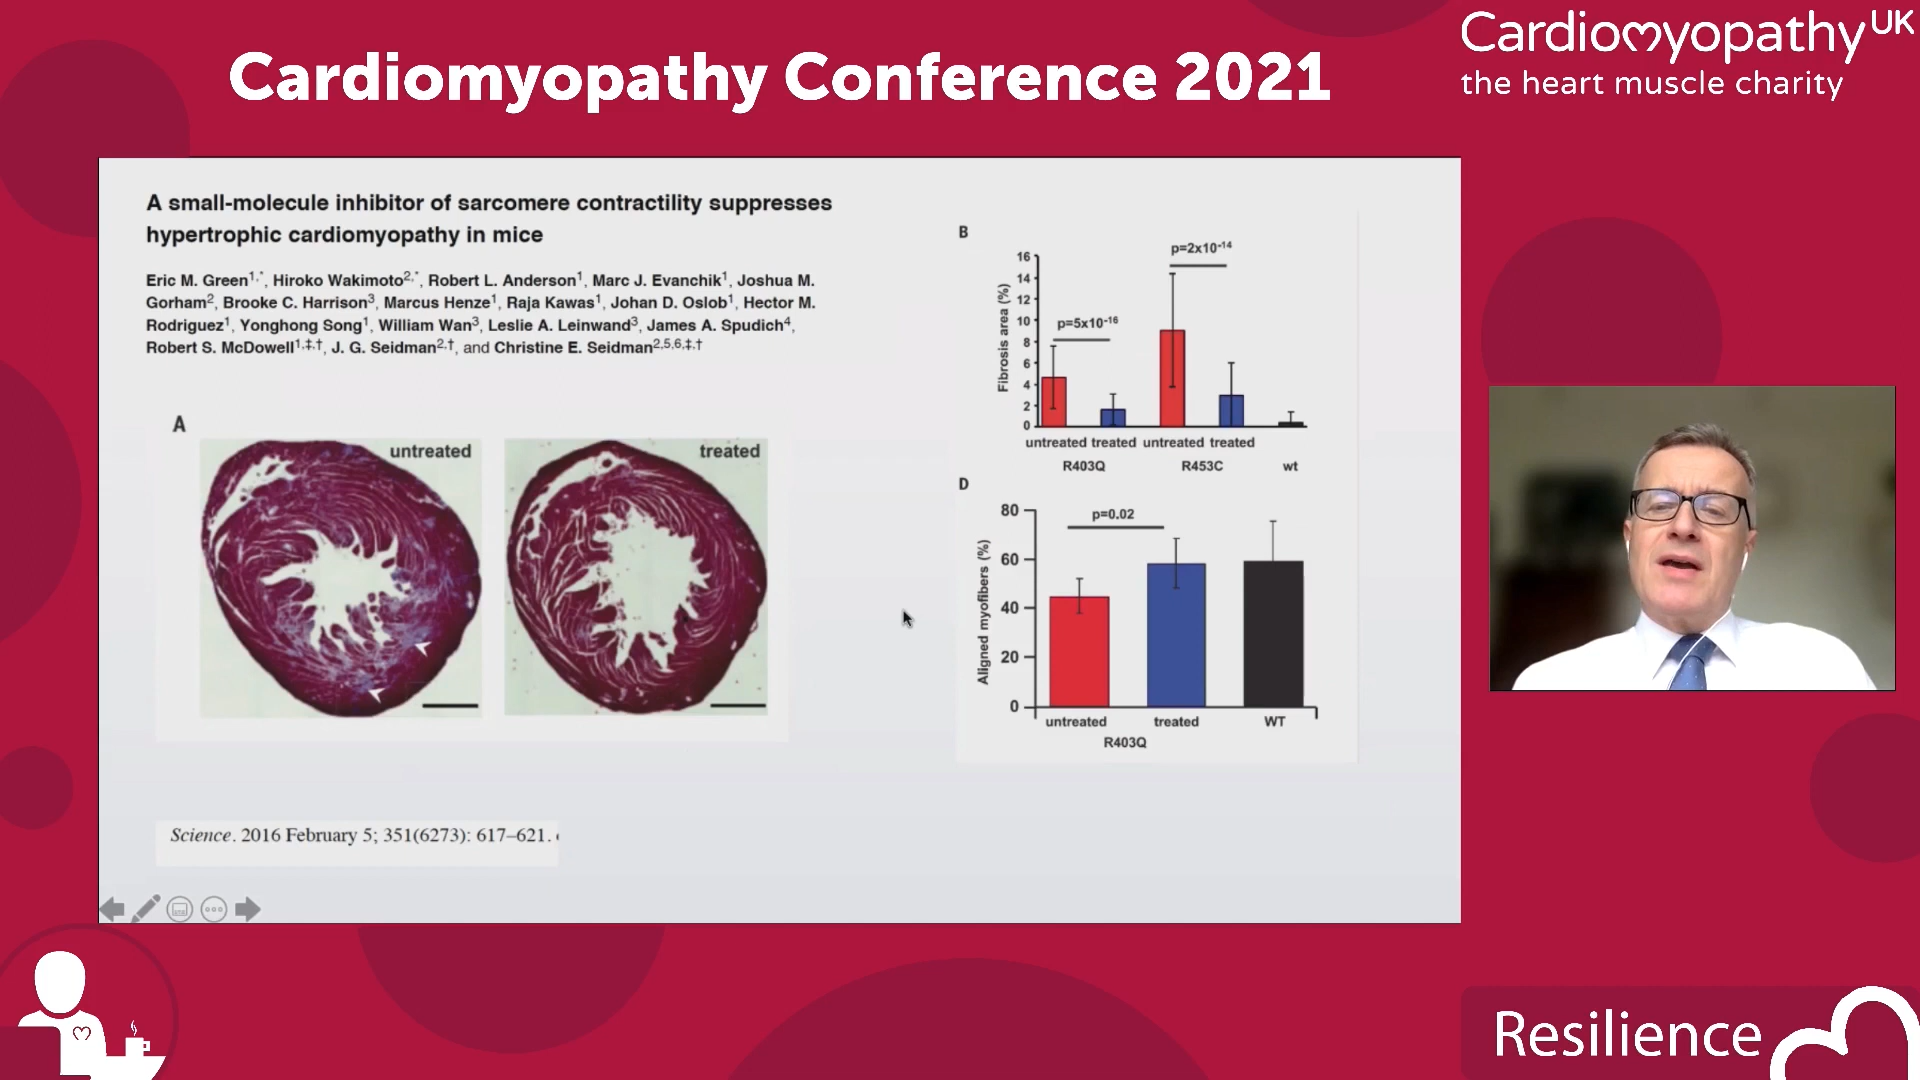 Cardiomyopathy Conference 2021
Cardiomyopathy UK
the heart muscle charity
A small-molecule inhibitor of sarcomere contractility suppresses
hypertrophic cardiomyopathy in mice
Eric M. Green1,*, Hiroko Wakimoto2,*, Robert L. Anderson1, Marc J. Evanchik1, Joshua M.
Gorham2, Brooke C. Harrison3, Marcus Henze1, Raja Kawas1, Johan D. Oslob1, Hector M.
Rodriguez1, Yonghong Song1, William Wan3, Leslie A. Leinwand3, James A. Spudich4,
Robert S. McDowell1,‡,†, J. G. Seidman2,†, and Christine E. Seidman2,5,6,‡,†
A
untreated
treated
B
Fibrosis area (%)
16
14
12
10
8
6
4
2
0
p=5x10-16
p=2x10-14
untreated treated untreated treated
R403Q R453C wt
D
Aligned myofibers (%)
80
60
40
20
0
p=0.02
untreated treated WT
R403Q
Science. 2016 February 5; 351(6273): 617–621.
Resilience